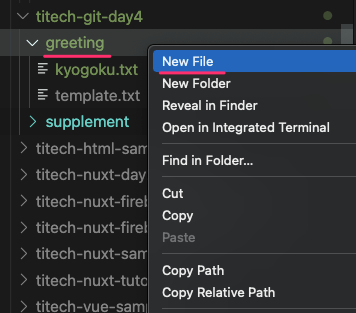 titech-git-day4
greeting
kyogoku.txt
template.txt
supplement
titech-html-sam
titech-nuxt-day
titech-nuxt-fireb
titech-nuxt-firel
titech-nuxt-sam
titech-nuxt-tuto
titech-vue-samp
New File
New Folder
Reveal in Finder
Open in Integrated Terminal
Find in Folder...
Cut
Copy
Paste
Copy Path
Copy Relative Path